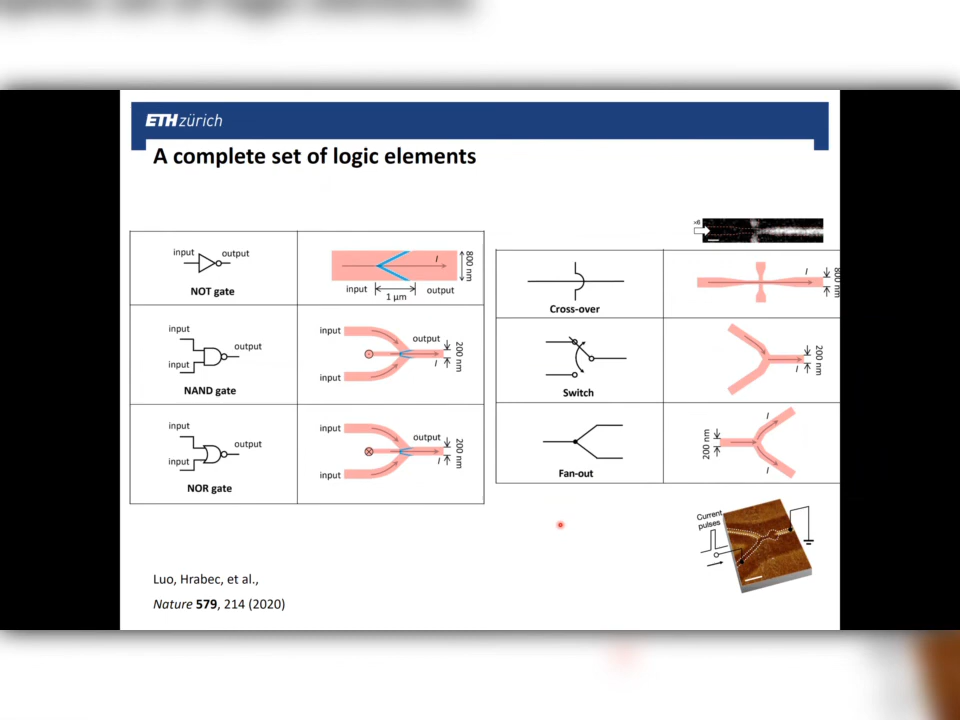 ETH zürich
A complete set of logic elements
input
output
NOT gate
I
800 nm
input
1 µm
output
input
output
input
NAND gate
input
output
200 nm
I
input
input
output
input
NOR gate
input
output
200 nm
I
input
×6
Cross-over
I
800 nm
Switch
200 nm
I
Fan-out
200 nm
I
I
Current
pulses
Luo, Hrabec, et al.,
Nature 579, 214 (2020)